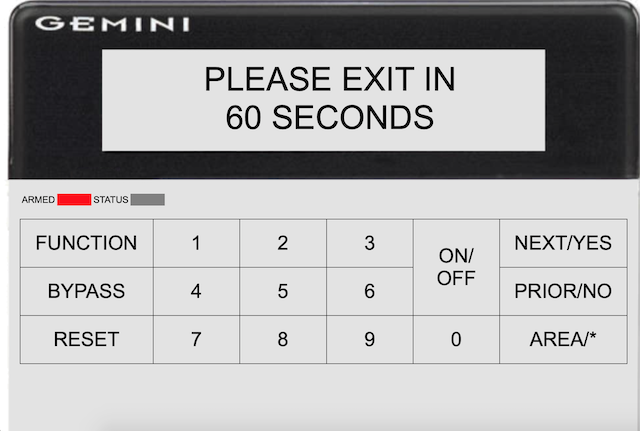 GEMINI
PLEASE EXIT IN
60 SECONDS
ARMED STATUS
FUNCTION 1 2 3 ON/OFF NEXT/YES
BYPASS 4 5 6 PRIOR/NO
RESET 7 8 9 0 AREA/*